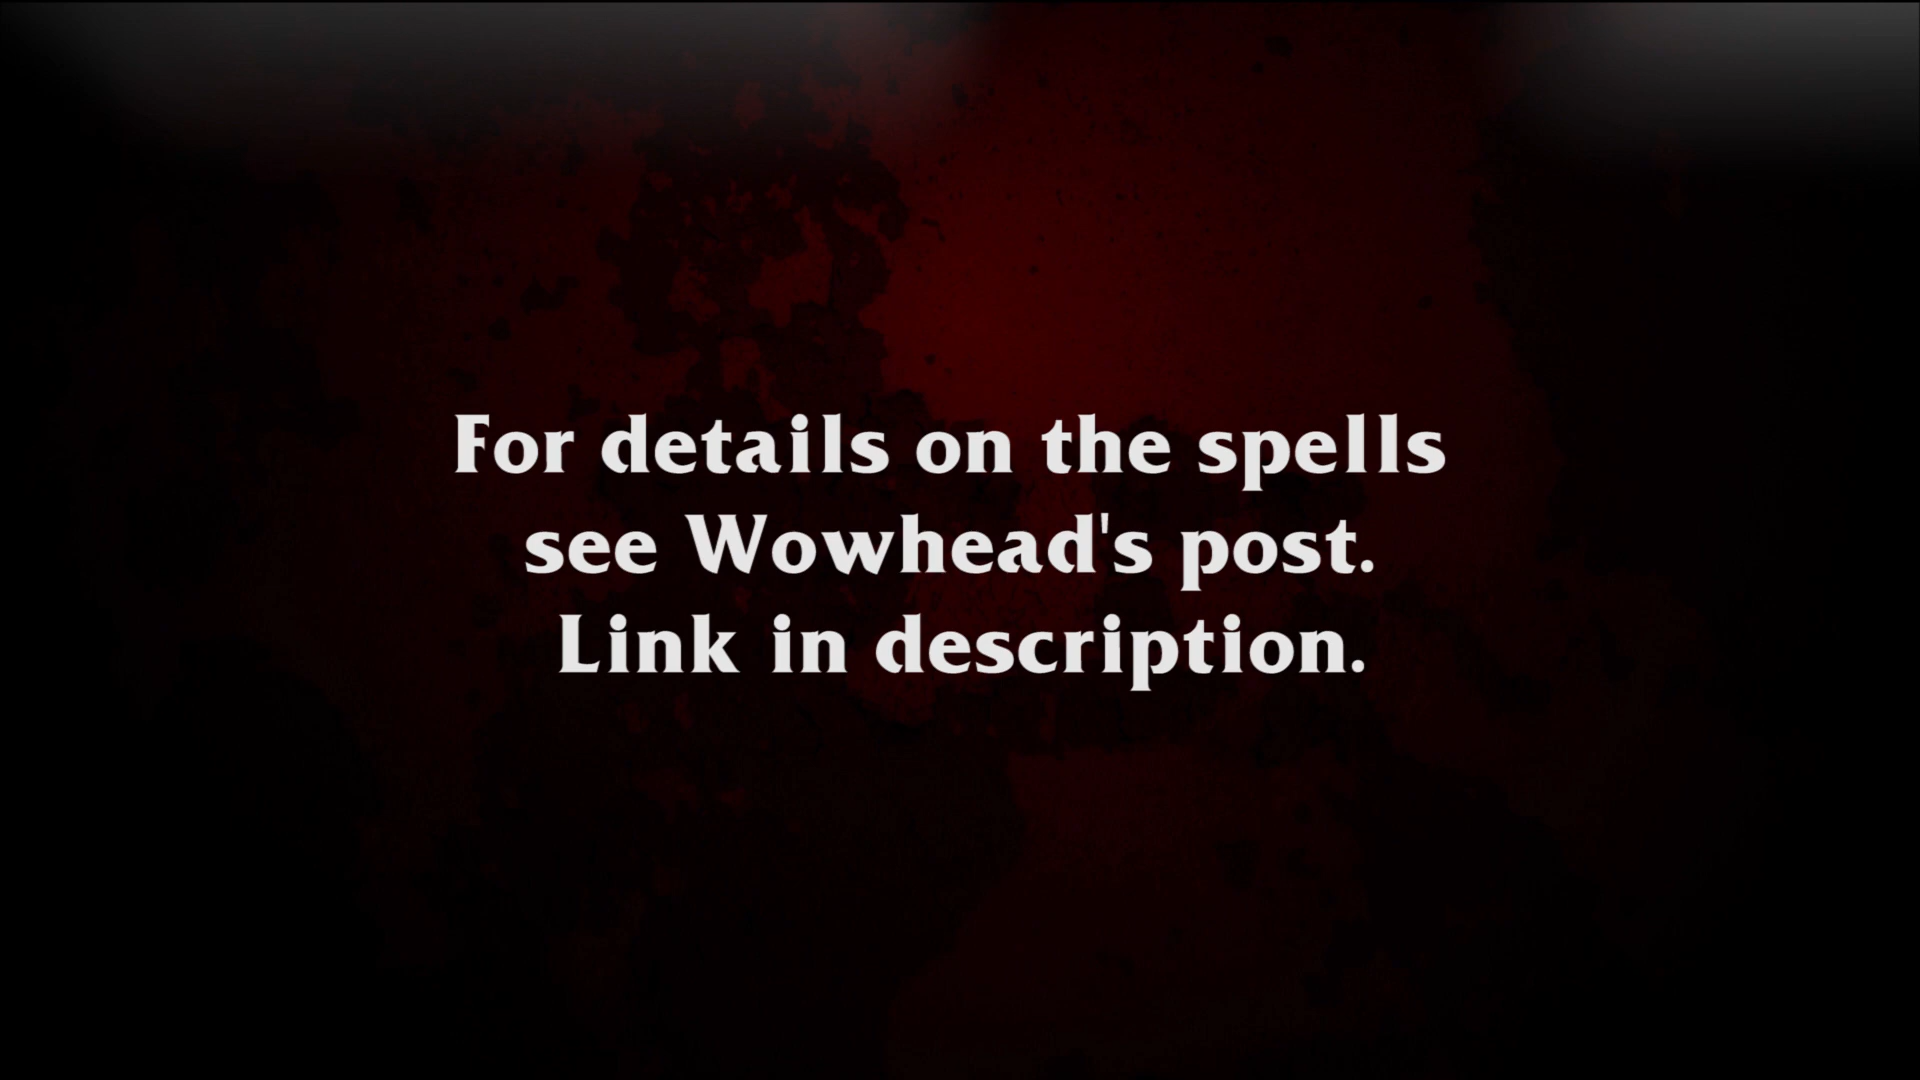 For details on the spells
see Wowhead's post.
Link in description.